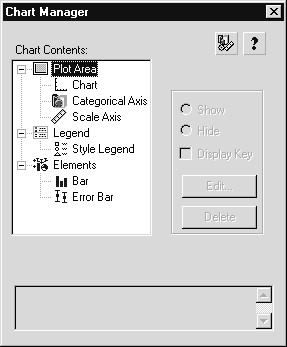 Chart Manager
Chart Contents:
?
Plot Area
Chart
Categorical Axis
Scale Axis
Legend
Style Legend
Elements
Bar
Error Bar
Show
Hide
Display Key
Edit...
Delete